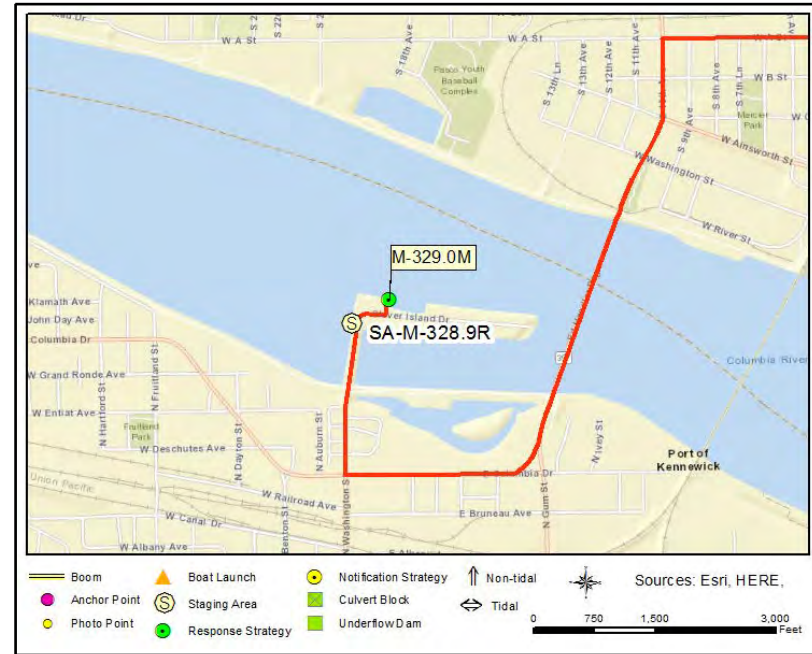 W A St
W A St
S 18th Ave
Pasco Youth
Baseball
Complex
S 13th Ln
S 13th Ave
S 12th Ave
S 11th Ave
W B St
S 9th Ave
S 8th Ave
S 7th Ave
Mercier
Park
W Ainsworth St
W Washington St
W River St
M-329.0M
Klamath Ave
John Day Ave
Columbia Dr
Island Dr
S
SA-M-328.9R
Columbia River
W Grand Ronde Ave
N Hartford St
N Fruitland St
W Entiat Ave
Fruitland
Park
N Dayton St
N Auburn St
W Deschutes Ave
N Ivey St
Port of
Kennewick
Union Pacific
Benton St
N Washington S
E Columbia Dr
W Railroad Ave
N Gum St
W Canal Dr
E Bruneau Ave
W Albany Ave
Boom
Boat Launch
Notification Strategy
Non-tidal
Sources: Esri, HERE,
Anchor Point
S Staging Area
Culvert Block
Tidal
Photo Point
Response Strategy
Underflow Dam
0 750 1,500 3,000
Feet